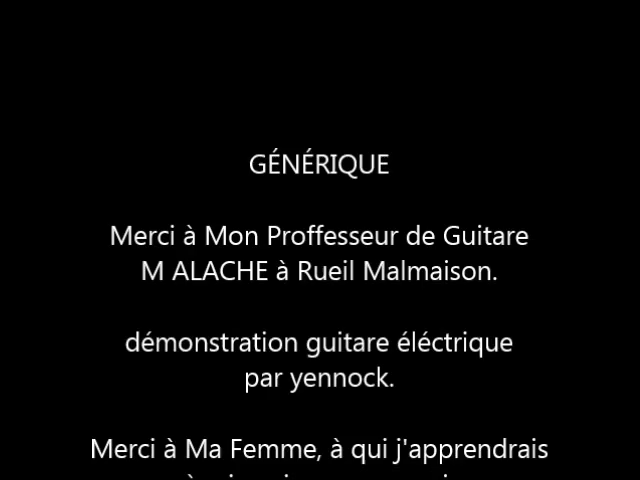 GÉNÉRIQUE
Merci à Mon Proffesseur de Guitare
M ALACHE à Rueil Malmaison.
démonstration guitare éléctrique
par yennock.
Merci à Ma Femme, à qui j'apprendrais